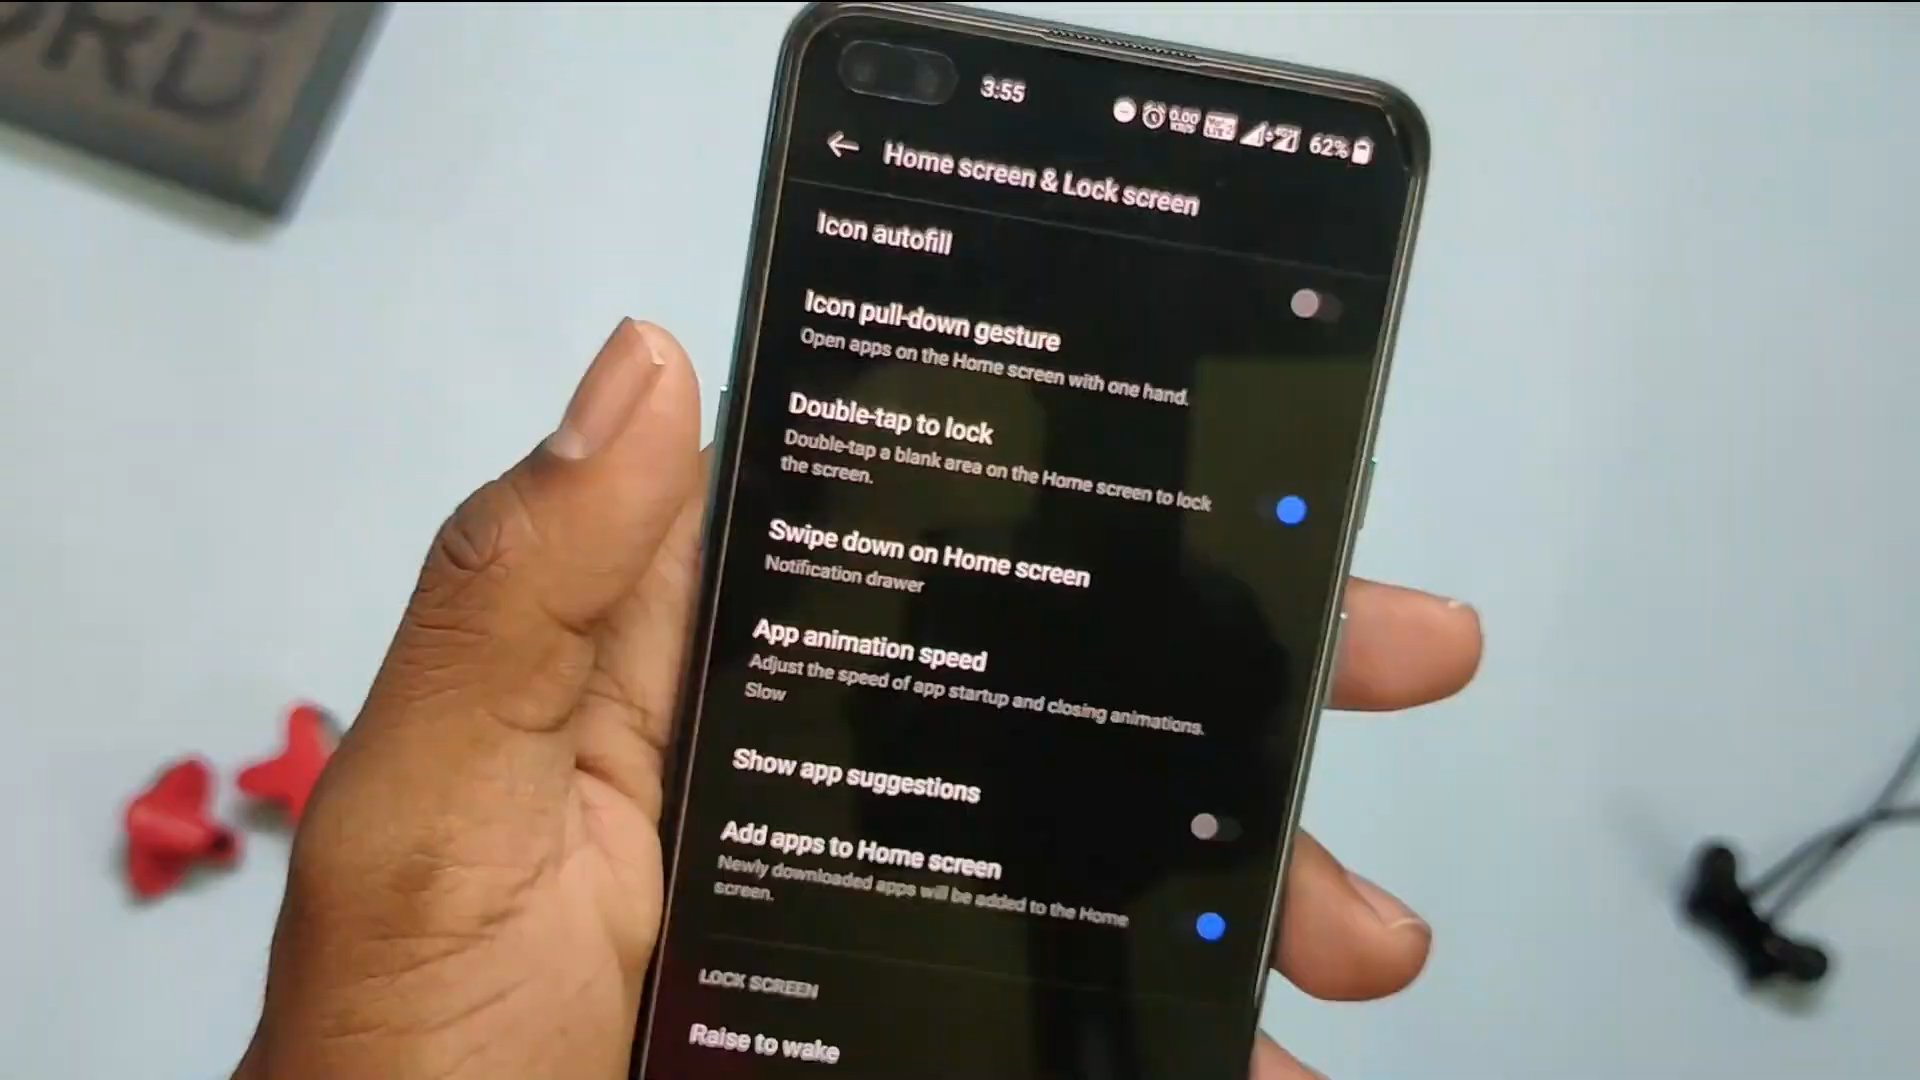 3:55
0.00
KB/S
62%
Home screen & Lock screen
Icon autofill
Icon pull-down gesture
Open apps on the Home screen with one hand.
Double-tap to lock
Double-tap a blank area on the Home screen to lock
the screen.
Swipe down on Home screen
Notification drawer
App animation speed
Adjust the speed of app startup and closing animations.
Slow
Show app suggestions
Add apps to Home screen
Newly downloaded apps will be added to the Home
screen.
LOCK SCREEN
Raise to wake